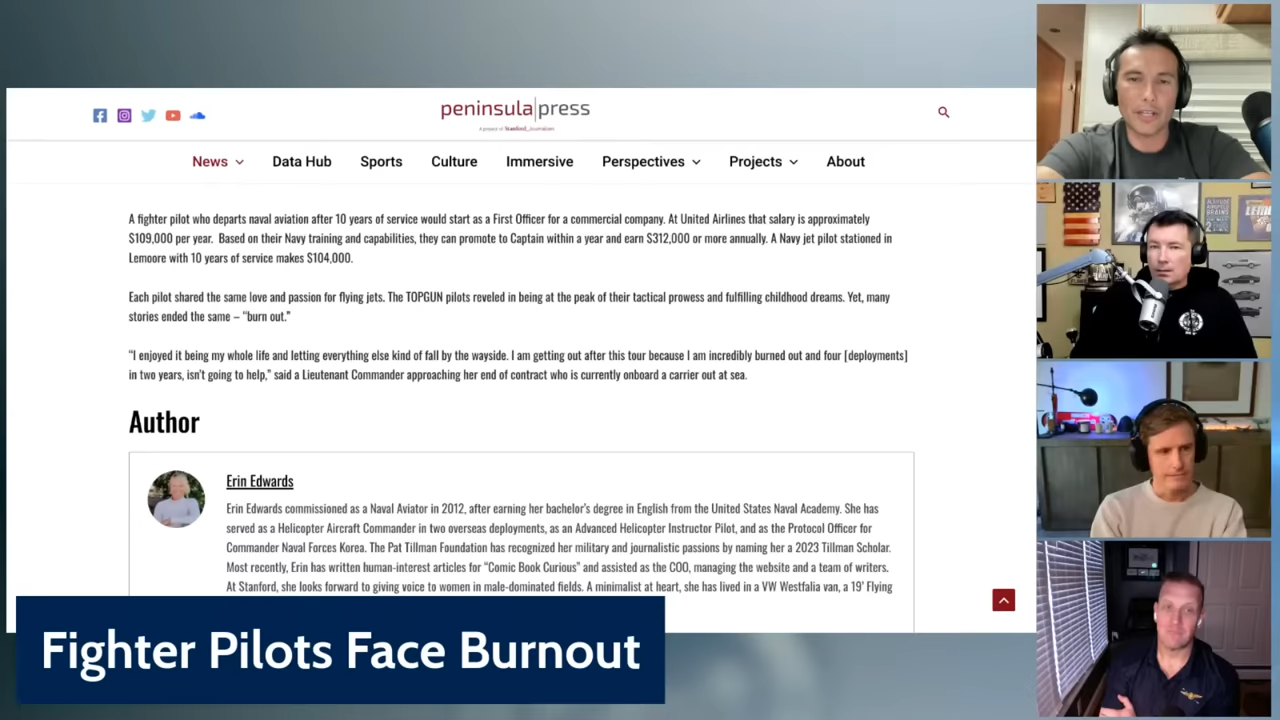 peninsula|press
A project of Stanford Journalism
News
Data Hub
Sports
Culture
Immersive
Perspectives
Projects
About
A fighter pilot who departs naval aviation after 10 years of service would start as a First Officer for a commercial company. At United Airlines that salary is approximately
$109,000 per year. Based on their Navy training and capabilities, they can promote to Captain within a year and earn $312,000 or more annually. A Navy jet pilot stationed in
Lemoore with 10 years of service makes $104,000.
Each pilot shared the same love and passion for flying jets. The TOPGUN pilots reveled in being at the peak of their tactical prowess and fulfilling childhood dreams. Yet, many
stories ended the same – “burn out.”
“I enjoyed it being my whole life and letting everything else kind of fall by the wayside. I am getting out after this tour because I am incredibly burned out and four [deployments]
in two years, isn’t going to help,” said a Lieutenant Commander approaching her end of contract who is currently onboard a carrier out at sea.
Author
Erin Edwards
Erin Edwards commissioned as a Naval Aviator in 2012, after earning her bachelor’s degree in English from the United States Naval Academy. She has
served as a Helicopter Aircraft Commander in two overseas deployments, as an Advanced Helicopter Instructor Pilot, and as the Protocol Officer for
Commander Naval Forces Korea. The Pat Tillman Foundation has recognized her military and journalistic passions by naming her a 2023 Tillman Scholar.
Most recently, Erin has written human-interest articles for “Comic Book Curious” and assisted as the COO, managing the website and a team of writers.
At Stanford, she looks forward to giving voice to women in male-dominated fields. A minimalist at heart, she has lived in a VW Westfalia van, a 19’ Flying
Fighter Pilots Face Burnout